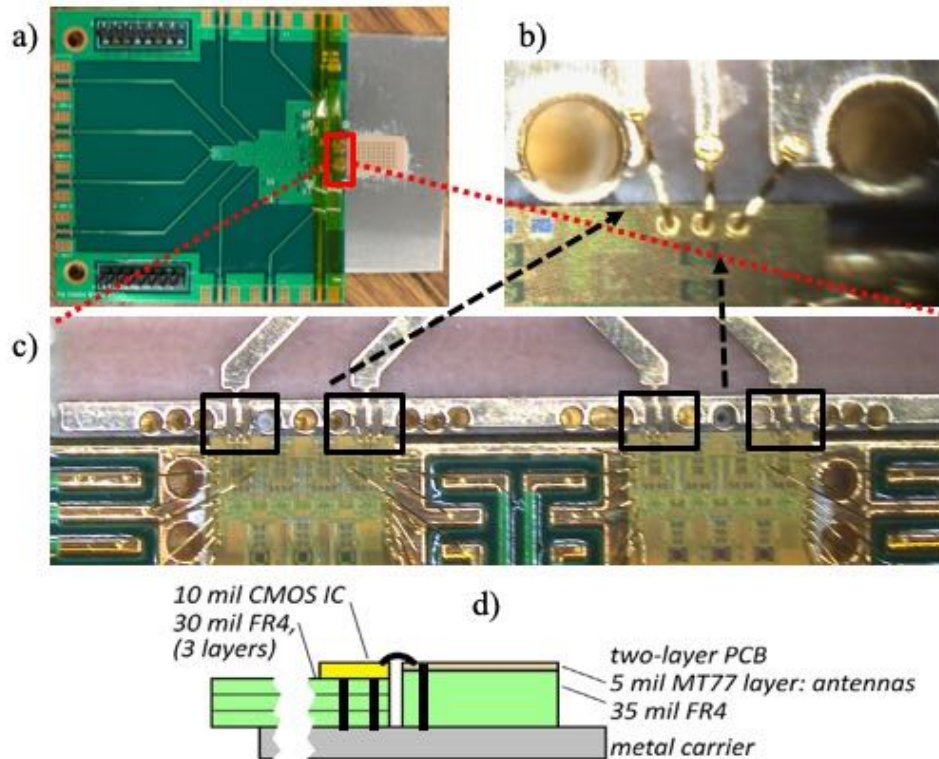 a)
b)
c)
d)
10 mil CMOS IC
30 mil FR4,
(3 layers)
two-layer PCB
5 mil MT77 layer: antennas
35 mil FR4
metal carrier